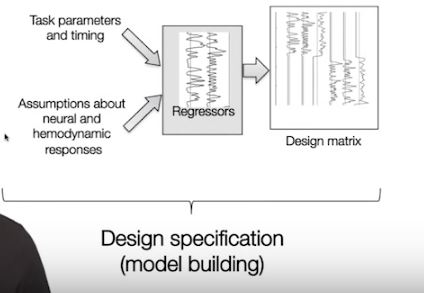 Task parameters
and timing
Assumptions about
neural and
hemodynamic
responses
Regressors
Design matrix
Design specification
(model building)